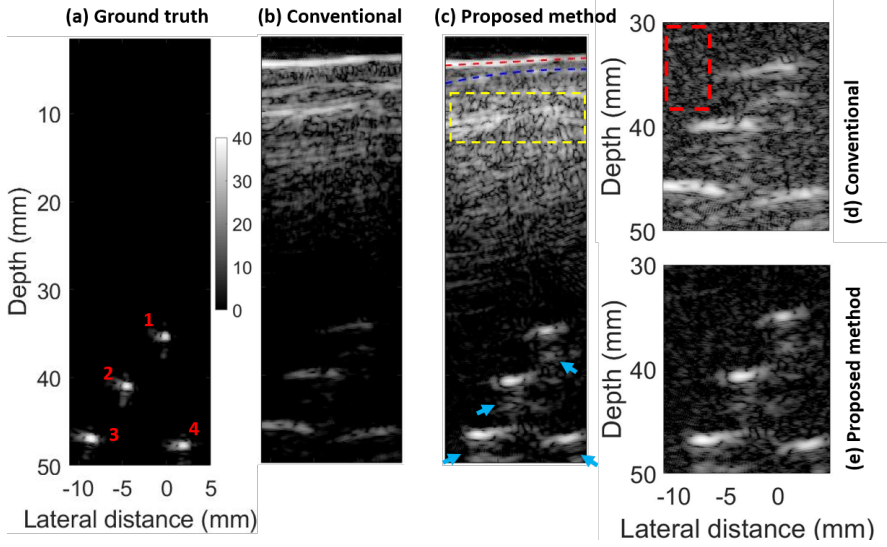 (a) Ground truth
(b) Conventional
(c) Proposed method
Depth (mm)
10
20
30
40
50
40
30
20
10
0
1
2
3
4
-10 -5 0 5
Lateral distance (mm)
30
40
50
Depth (mm)
(d) Conventional
30
40
50
Depth (mm)
(e) Proposed method
-10 -5 0
Lateral distance (mm)